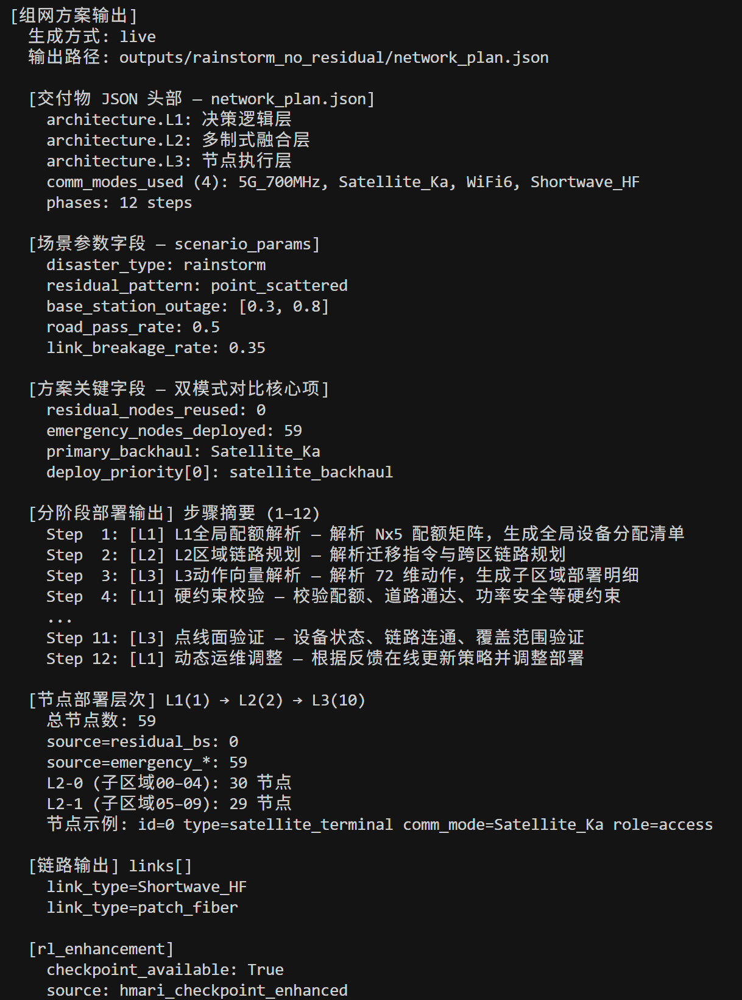 [组网方案输出]
生成方式: live
输出路径: outputs/rainstorm_no_residual/network_plan.json
[交付物 JSON 头部 — network_plan.json]
architecture.L1: 决策逻辑层
architecture.L2: 多制式融合层
architecture.L3: 节点执行层
comm_modes_used (4): 5G_700MHz, Satellite_Ka, WiFi6, Shortwave_HF
phases: 12 steps
[场景参数字段 — scenario_params]
disaster_type: rainstorm
residual_pattern: point_scattered
base_station_outage: [0.3, 0.8]
road_pass_rate: 0.5
link_breakage_rate: 0.35
[方案关键字段 — 双模式对比核心项]
residual_nodes_reused: 0
emergency_nodes_deployed: 59
primary_backhaul: Satellite_Ka
deploy_priority[0]: satellite_backhaul
[分阶段部署输出] 步骤摘要 (1–12)
Step  1: [L1] L1全局配额解析 — 解析 Nx5 配额矩阵，生成全局设备分配清单
Step  2: [L2] L2区域链路规划 — 解析迁移指令与跨区链路规划
Step  3: [L3] L3动作向量解析 — 解析 72 维动作，生成子区域部署明细
Step  4: [L1] 硬约束校验 — 校验配额、道路通达、功率安全等硬约束
...
Step 11: [L3] 点线面验证 — 设备状态、链路连通、覆盖范围验证
Step 12: [L1] 动态运维调整 — 根据反馈在线更新策略并调整部署
[节点部署层次] L1(1) → L2(2) → L3(10)
总节点数: 59
source=residual_bs: 0
source=emergency_*: 59
L2-0 (子区域00–04): 30 节点
L2-1 (子区域05–09): 29 节点
节点示例: id=0 type=satellite_terminal comm_mode=Satellite_Ka role=access
[链路输出] links[]
link_type=Shortwave_HF
link_type=patch_fiber
[rl_enhancement]
checkpoint_available: True
source: hmari_checkpoint_enhanced